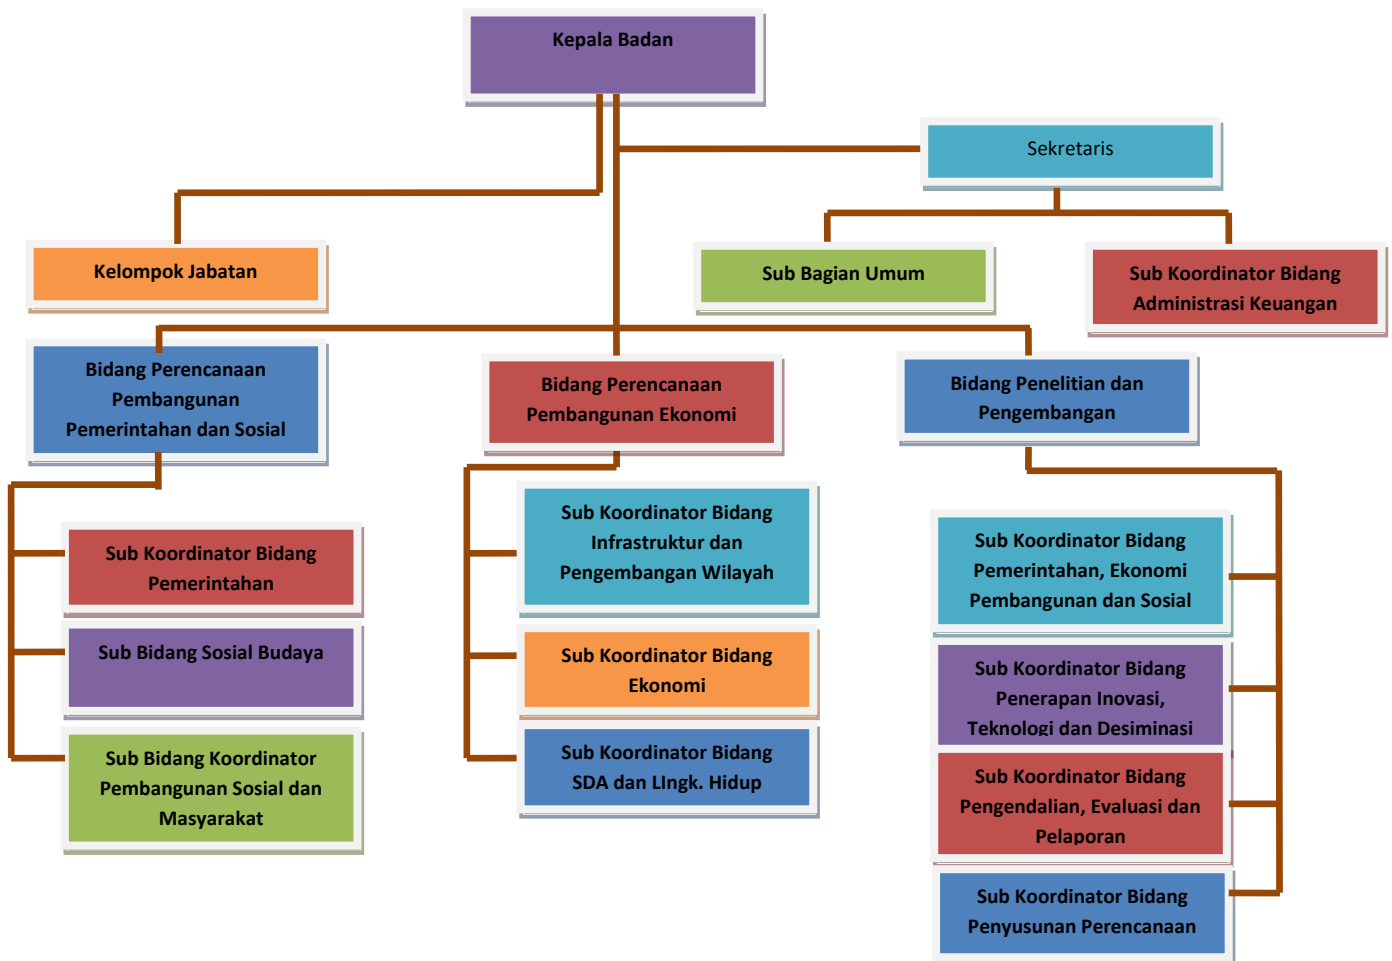 Kepala Badan
Sekretaris
Kelompok Jabatan
Sub Bagian Umum
Sub Koordinator Bidang
Administrasi Keuangan
Bidang Perencanaan
Pembangunan
Pemerintahan dan Sosial
Bidang Perencanaan
Pembangunan Ekonomi
Bidang Penelitian dan
Pengembangan
Sub Koordinator Bidang
Pemerintahan
Sub Bidang Sosial Budaya
Sub Bidang Koordinator
Pembangunan Sosial dan
Masyarakat
Sub Koordinator Bidang
Infrastruktur dan
Pengembangan Wilayah
Sub Koordinator Bidang
Ekonomi
Sub Koordinator Bidang
SDA dan LIngk. Hidup
Sub Koordinator Bidang
Pemerintahan, Ekonomi
Pembangunan dan Sosial
Sub Koordinator Bidang
Penerapan Inovasi,
Teknologi dan Desiminasi
Sub Koordinator Bidang
Pengendalian, Evaluasi dan
Pelaporan
Sub Koordinator Bidang
Penyusunan Perencanaan